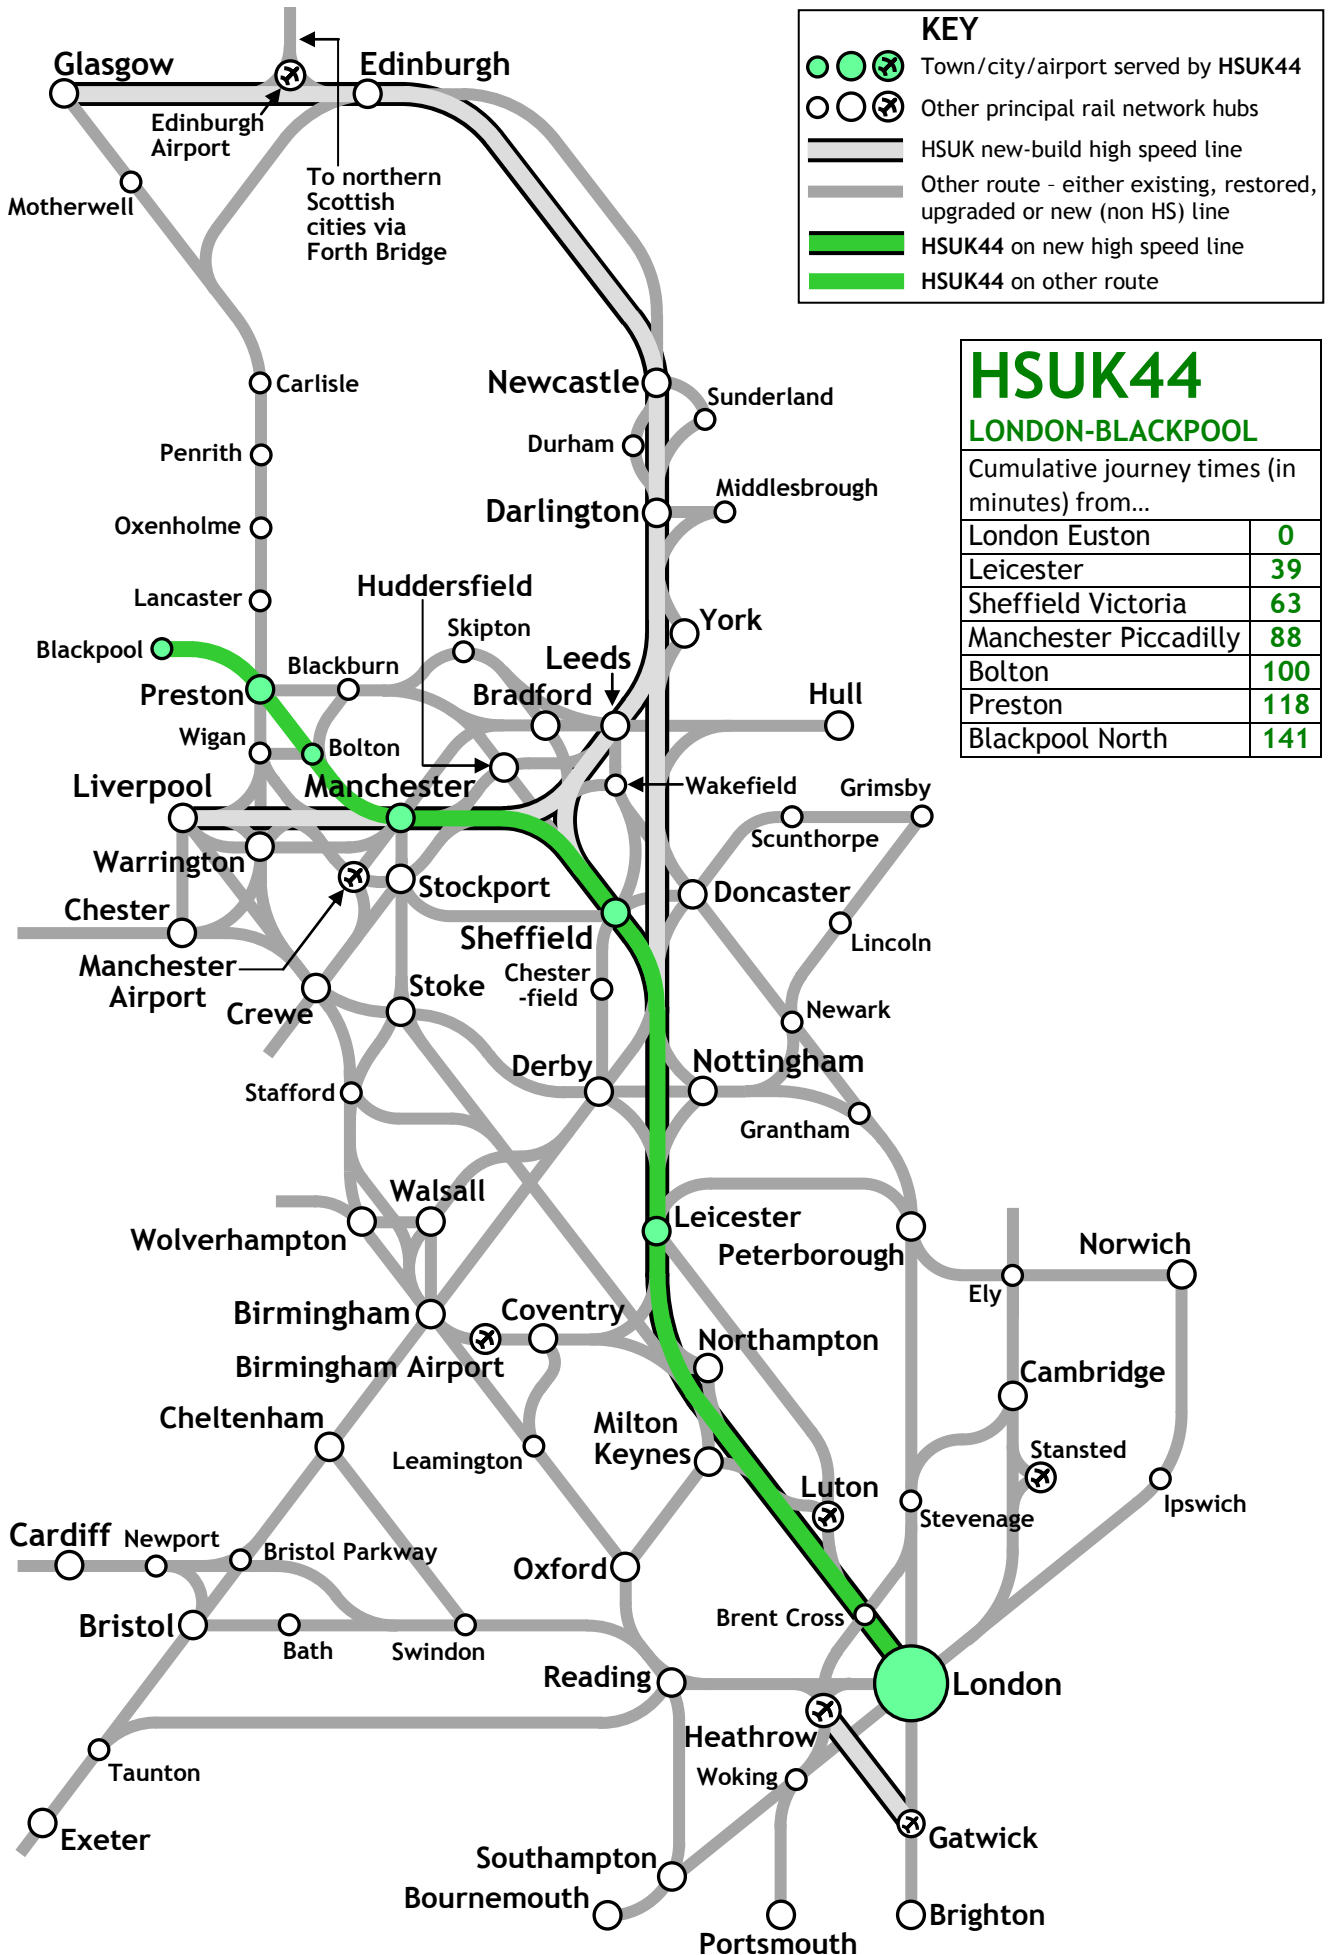 KEY
Town/city/airport served by HSUK44
Other principal rail network hubs
HSUK new-build high speed line
Other route - either existing, restored,
upgraded or new (non HS) line
HSUK44 on new high speed line
HSUK44 on other route
HSUK44
LONDON-BLACKPOOL
Cumulative journey times (in
minutes) from…
London Euston 0
Leicester 39
Sheffield Victoria 63
Manchester Piccadilly 88
Bolton 100
Preston 118
Blackpool North 141
Glasgow
Edinburgh
Edinburgh
Airport
To northern
Scottish
cities via
Forth Bridge
Motherwell
Carlisle
Newcastle
Sunderland
Durham
Penrith
Middlesbrough
Darlington
Oxenholme
Huddersfield
Lancaster
York
Skipton
Blackpool
Blackburn
Leeds
Preston
Bradford
Hull
Wigan
Bolton
Liverpool
Manchester
Wakefield
Grimsby
Scunthorpe
Warrington
Stockport
Doncaster
Chester
Sheffield
Lincoln
Manchester
Airport
Chester
-field
Stoke
Crewe
Newark
Derby
Nottingham
Stafford
Grantham
Walsall
Leicester
Wolverhampton
Peterborough
Norwich
Ely
Birmingham
Coventry
Northampton
Birmingham Airport
Cambridge
Cheltenham
Milton
Keynes
Leamington
Stansted
Luton
Stevenage
Ipswich
Cardiff
Newport
Bristol Parkway
Oxford
Bristol
Brent Cross
Bath
Swindon
Reading
London
Heathrow
Woking
Taunton
Exeter
Gatwick
Southampton
Bournemouth
Brighton
Portsmouth